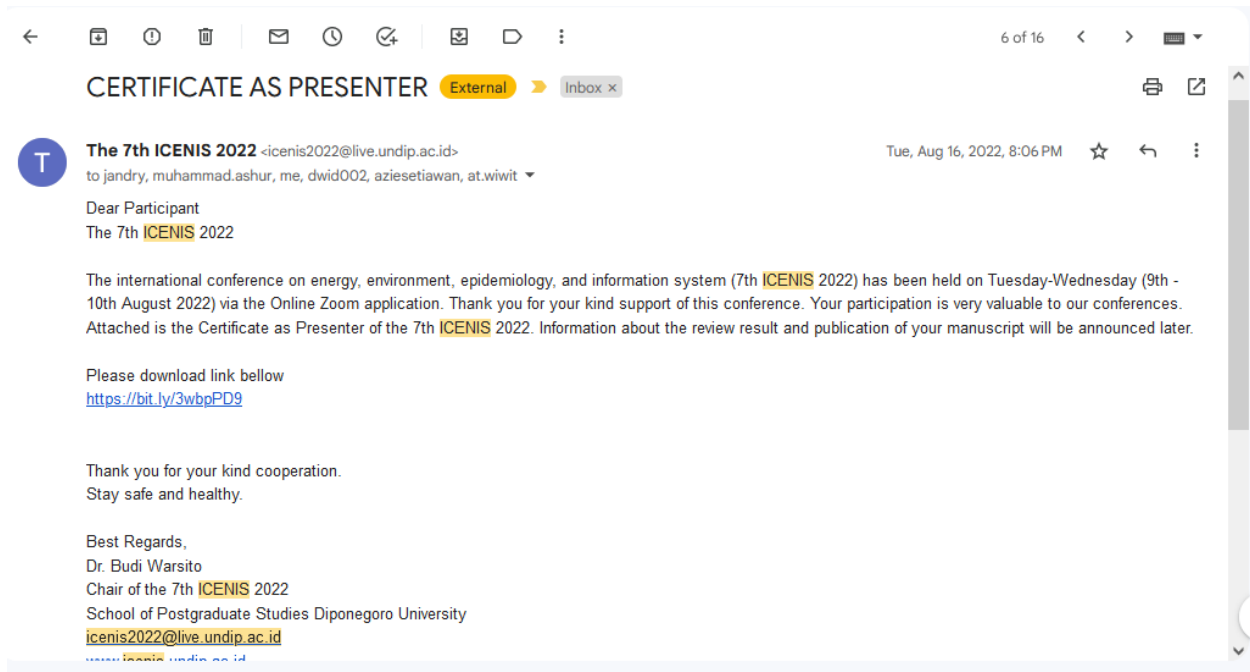 6 of 16
CERTIFICATE AS PRESENTER External Inbox ×
T
The 7th ICENIS 2022 <icenis2022@live.undip.ac.id> Tue, Aug 16, 2022, 8:06 PM
to jandry, muhammad.ashur, me, dwid002, aziesetiawan, at.wiwit
Dear Participant
The 7th ICENIS 2022
The international conference on energy, environment, epidemiology, and information system (7th ICENIS 2022) has been held on Tuesday-Wednesday (9th -
10th August 2022) via the Online Zoom application. Thank you for your kind support of this conference. Your participation is very valuable to our conferences.
Attached is the Certificate as Presenter of the 7th ICENIS 2022. Information about the review result and publication of your manuscript will be announced later.
Please download link bellow
https://bit.ly/3wbpPD9
Thank you for your kind cooperation.
Stay safe and healthy.
Best Regards,
Dr. Budi Warsito
Chair of the 7th ICENIS 2022
School of Postgraduate Studies Diponegoro University
icenis2022@live.undip.ac.id
www.icenis.undip.ac.id